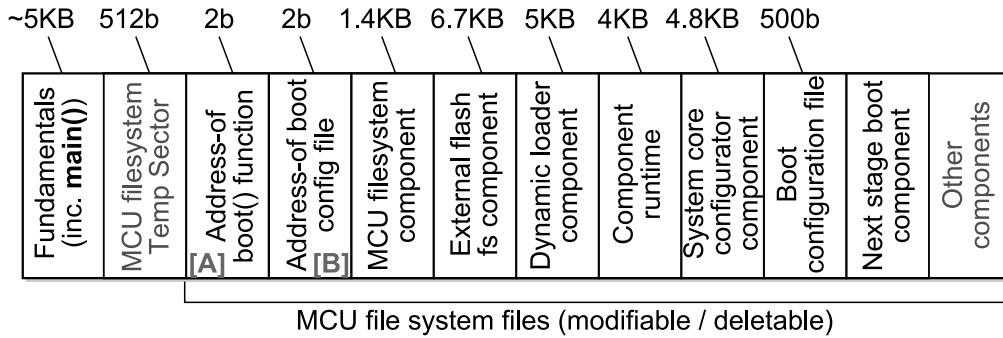 ~5KB 512b 2b 2b 1.4KB 6.7KB 5KB 4KB 4.8KB 500b
Fundamentals
(inc. main())
MCU filesystem
Temp Sector
Address-of
boot() function
[A]
Address-of boot
config file
[B]
MCU filesystem
component
External flash
fs component
Dynamic loader
component
Component
runtime
System core
configurator
component
Boot
configuration file
Next stage boot
component
Other
components
MCU file system files (modifiable / deletable)